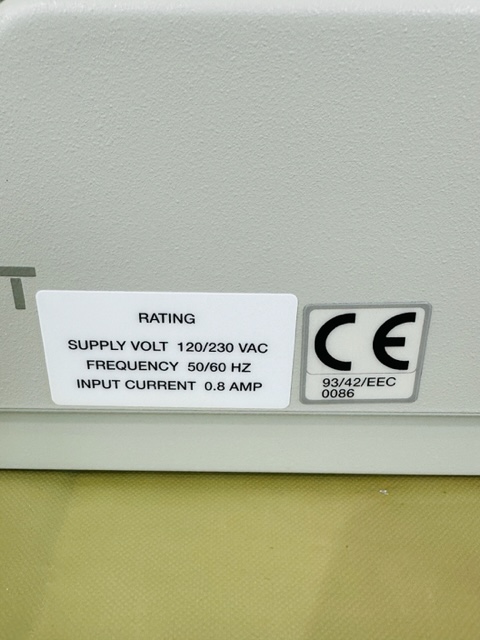 T
RATING
SUPPLY VOLT 120/230 VAC
FREQUENCY 50/60 HZ
INPUT CURRENT 0.8 AMP
CE
93/42/EEC
0086